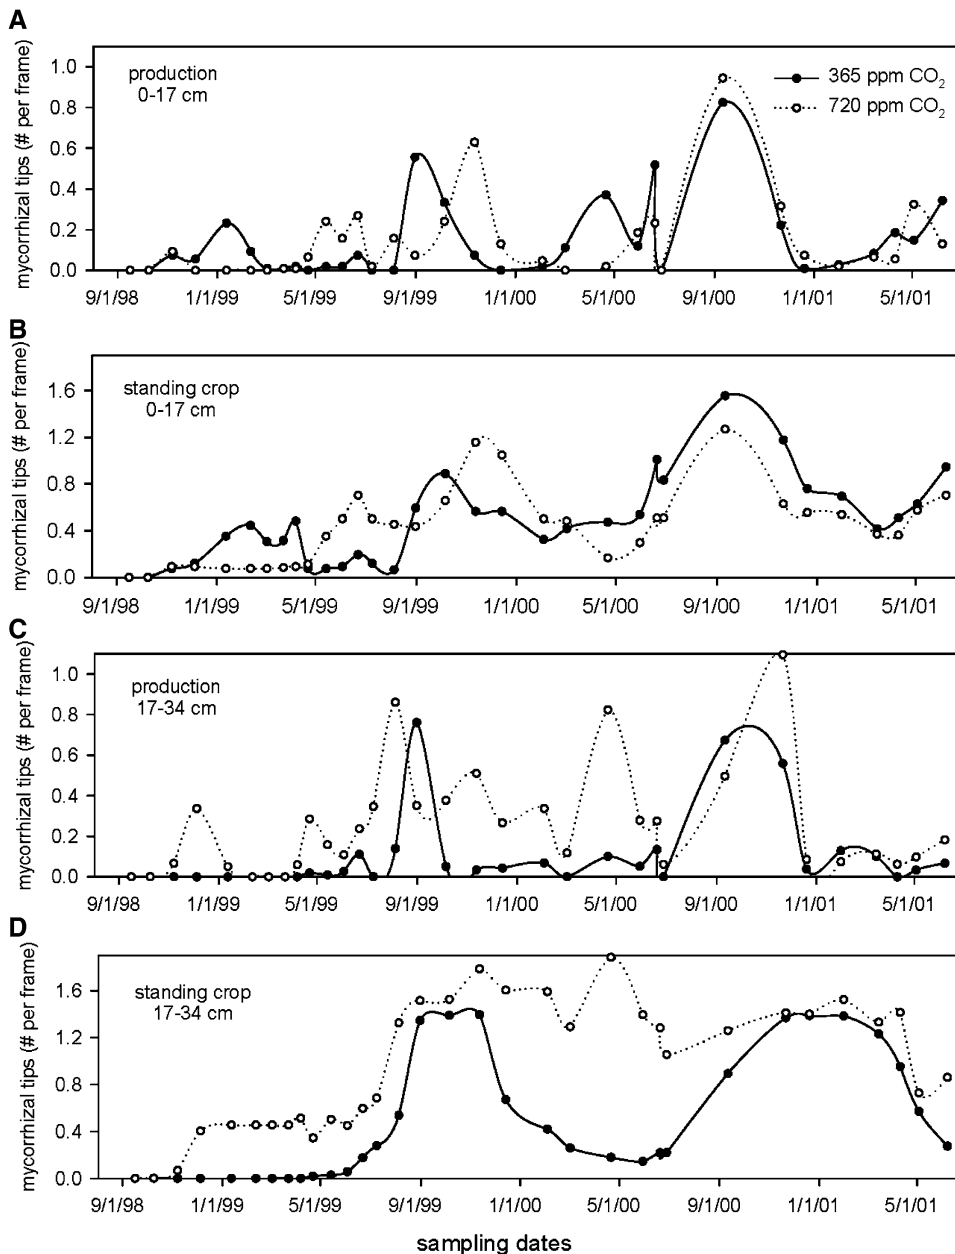 A
mycorrhizal tips (# per frame)
production
0-17 cm
365 ppm CO2
720 ppm CO2
1.0
0.8
0.6
0.4
0.2
0.0
9/1/98 1/1/99 5/1/99 9/1/99 1/1/00 5/1/00 9/1/00 1/1/01 5/1/01
B
mycorrhizal tips (# per frame)
standing crop
0-17 cm
1.6
1.2
0.8
0.4
0.0
9/1/98 1/1/99 5/1/99 9/1/99 1/1/00 5/1/00 9/1/00 1/1/01 5/1/01
C
mycorrhizal tips (# per frame)
production
17-34 cm
1.0
0.8
0.6
0.4
0.2
0.0
9/1/98 1/1/99 5/1/99 9/1/99 1/1/00 5/1/00 9/1/00 1/1/01 5/1/01
D
mycorrhizal tips (# per frame)
standing crop
17-34 cm
1.6
1.2
0.8
0.4
0.0
9/1/98 1/1/99 5/1/99 9/1/99 1/1/00 5/1/00 9/1/00 1/1/01 5/1/01
sampling dates